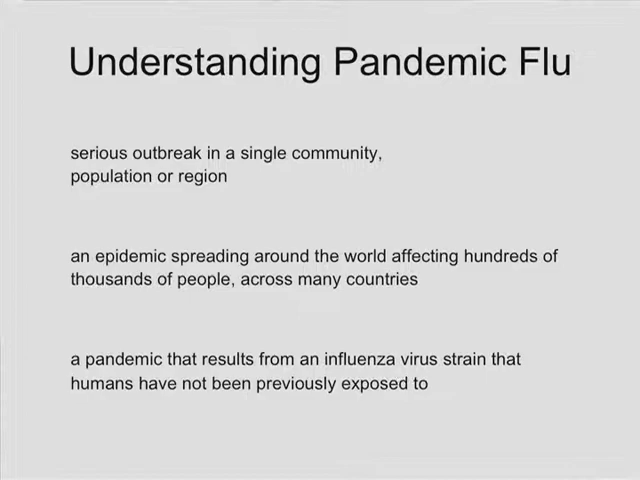 Understanding Pandemic Flu
serious outbreak in a single community,
population or region
an epidemic spreading around the world affecting hundreds of
thousands of people, across many countries
a pandemic that results from an influenza virus strain that
humans have not been previously exposed to